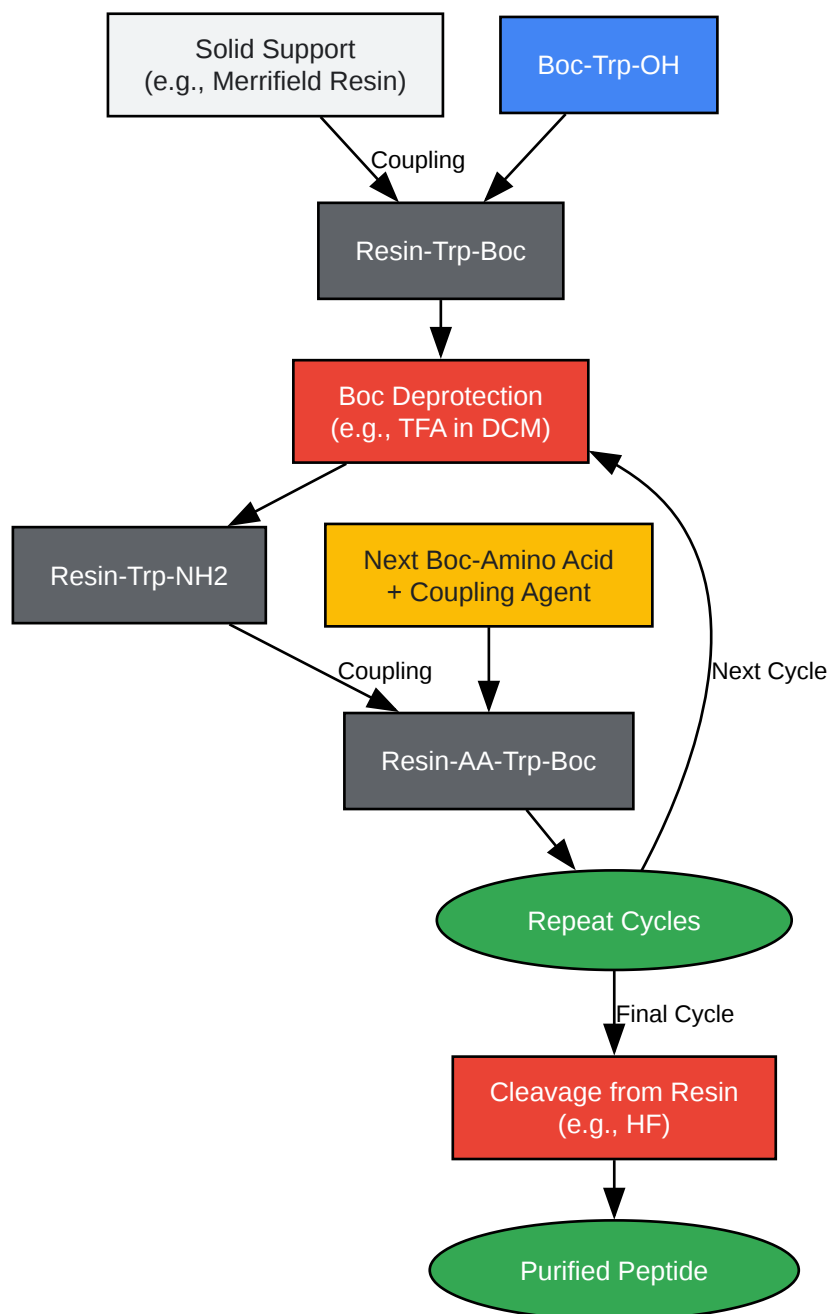 Solid Support
(e.g., Merrifield Resin)
Boc-Trp-OH
Coupling
Resin-Trp-Boc
Boc Deprotection
(e.g., TFA in DCM)
Resin-Trp-NH2
Next Boc-Amino Acid
+ Coupling Agent
Coupling
Next Cycle
Resin-AA-Trp-Boc
Repeat Cycles
Final Cycle
Cleavage from Resin
(e.g., HF)
Purified Peptide